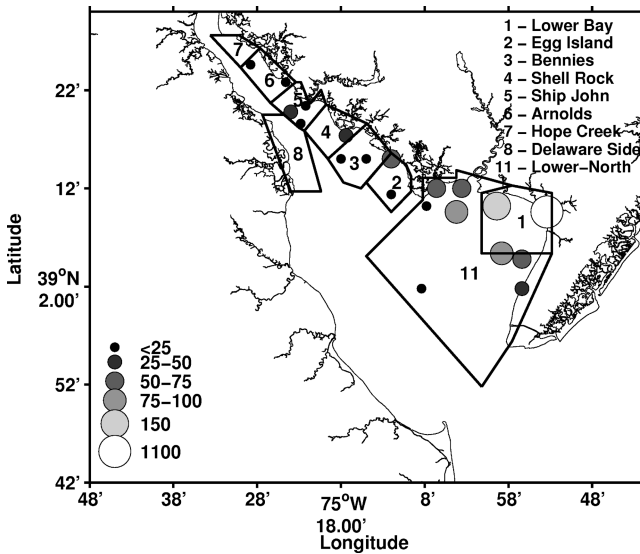 1 – Lower Bay
2 – Egg Island
3 – Bennies
4 – Shell Rock
5 – Ship John
6 – Arnolds
7 – Hope Creek
8 – Delaware Side
11 – Lower–North
7
6
5
4
3
2
8
1
11
22'
12'
39°N
2.00'
52'
42'
Latitude
<25
25–50
50–75
75–100
150
1100
48'
38'
28'
75°W
18.00'
8'
58'
48'
Longitude